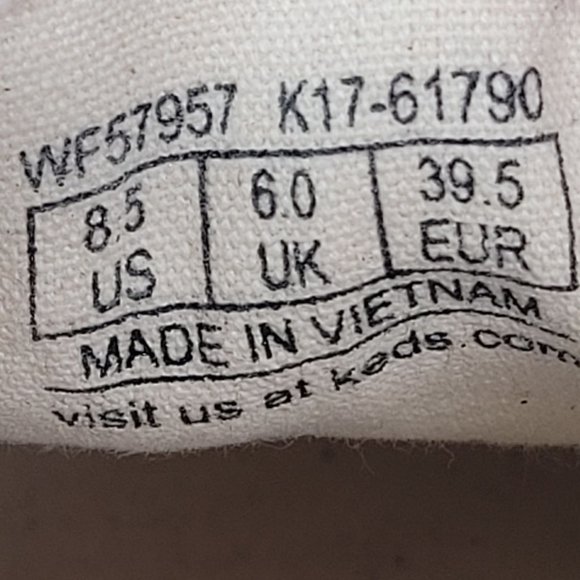 WF57957 K17-61790
8.5 6.0 39.5
US UK EUR
MADE IN VIETNAM
visit us at keds.com